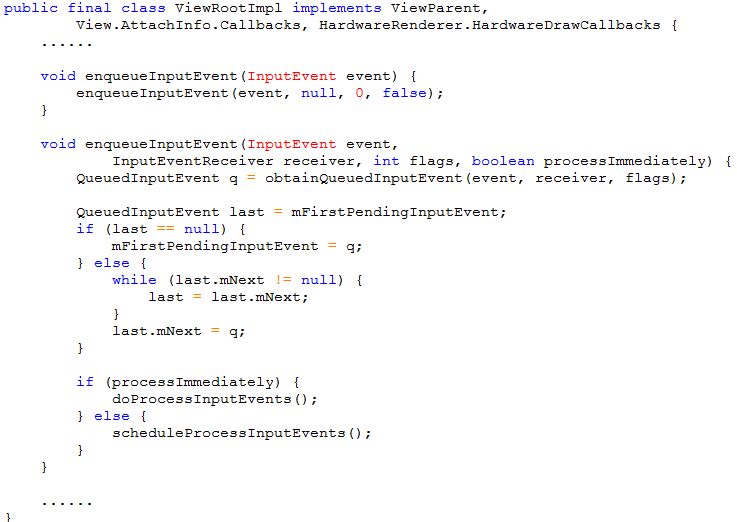 public final class ViewRootImpl implements ViewParent,
        View.AttachInfo.Callbacks, HardwareRenderer.HardwareDrawCallbacks {
    ......

    void enqueueInputEvent(InputEvent event) {
        enqueueInputEvent(event, null, 0, false);
    }

    void enqueueInputEvent(InputEvent event,
            InputEventReceiver receiver, int flags, boolean processImmediately) {
        QueuedInputEvent q = obtainQueuedInputEvent(event, receiver, flags);

        QueuedInputEvent last = mFirstPendingInputEvent;
        if (last == null) {
            mFirstPendingInputEvent = q;
        } else {
            while (last.mNext != null) {
                last = last.mNext;
            }
            last.mNext = q;
        }

        if (processImmediately) {
            doProcessInputEvents();
        } else {
            scheduleProcessInputEvents();
        }
    }

    ......
}